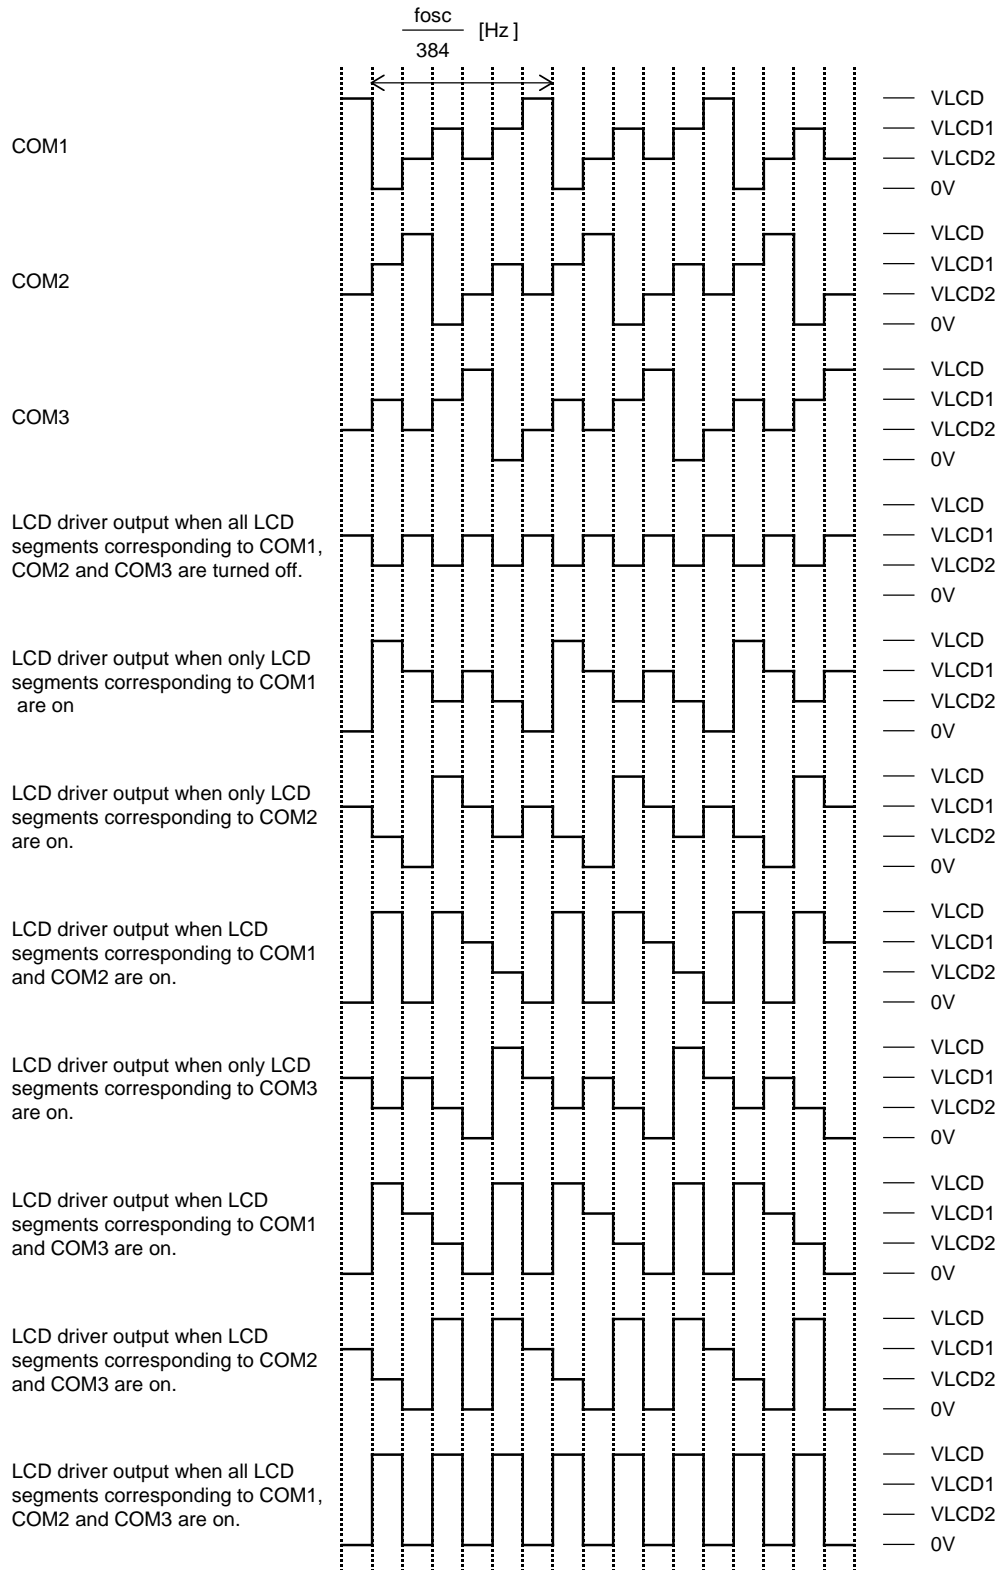 fosc
[Hz]
384
COM1
VLCD
VLCD1
VLCD2
0V
COM2
VLCD
VLCD1
VLCD2
0V
COM3
VLCD
VLCD1
VLCD2
0V
LCD driver output when all LCD
segments corresponding to COM1,
COM2 and COM3 are turned off.
VLCD
VLCD1
VLCD2
0V
LCD driver output when only LCD
segments corresponding to COM1
are on
VLCD
VLCD1
VLCD2
0V
LCD driver output when only LCD
segments corresponding to COM2
are on.
VLCD
VLCD1
VLCD2
0V
LCD driver output when LCD
segments corresponding to COM1
and COM2 are on.
VLCD
VLCD1
VLCD2
0V
LCD driver output when only LCD
segments corresponding to COM3
are on.
VLCD
VLCD1
VLCD2
0V
LCD driver output when LCD
segments corresponding to COM1
and COM3 are on.
VLCD
VLCD1
VLCD2
0V
LCD driver output when LCD
segments corresponding to COM2
and COM3 are on.
VLCD
VLCD1
VLCD2
0V
LCD driver output when all LCD
segments corresponding to COM1,
COM2 and COM3 are on.
VLCD
VLCD1
VLCD2
0V